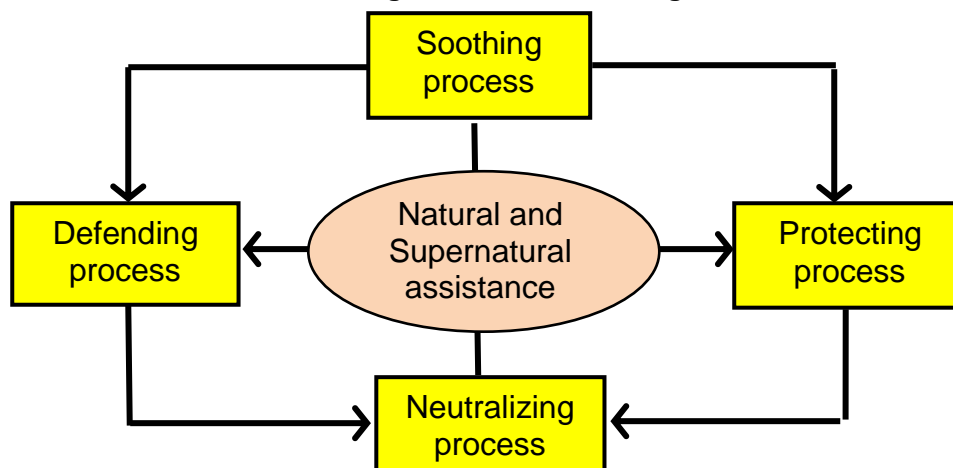 Soothing
process
Defending
process
Natural and
Supernatural
assistance
Protecting
process
Neutralizing
process